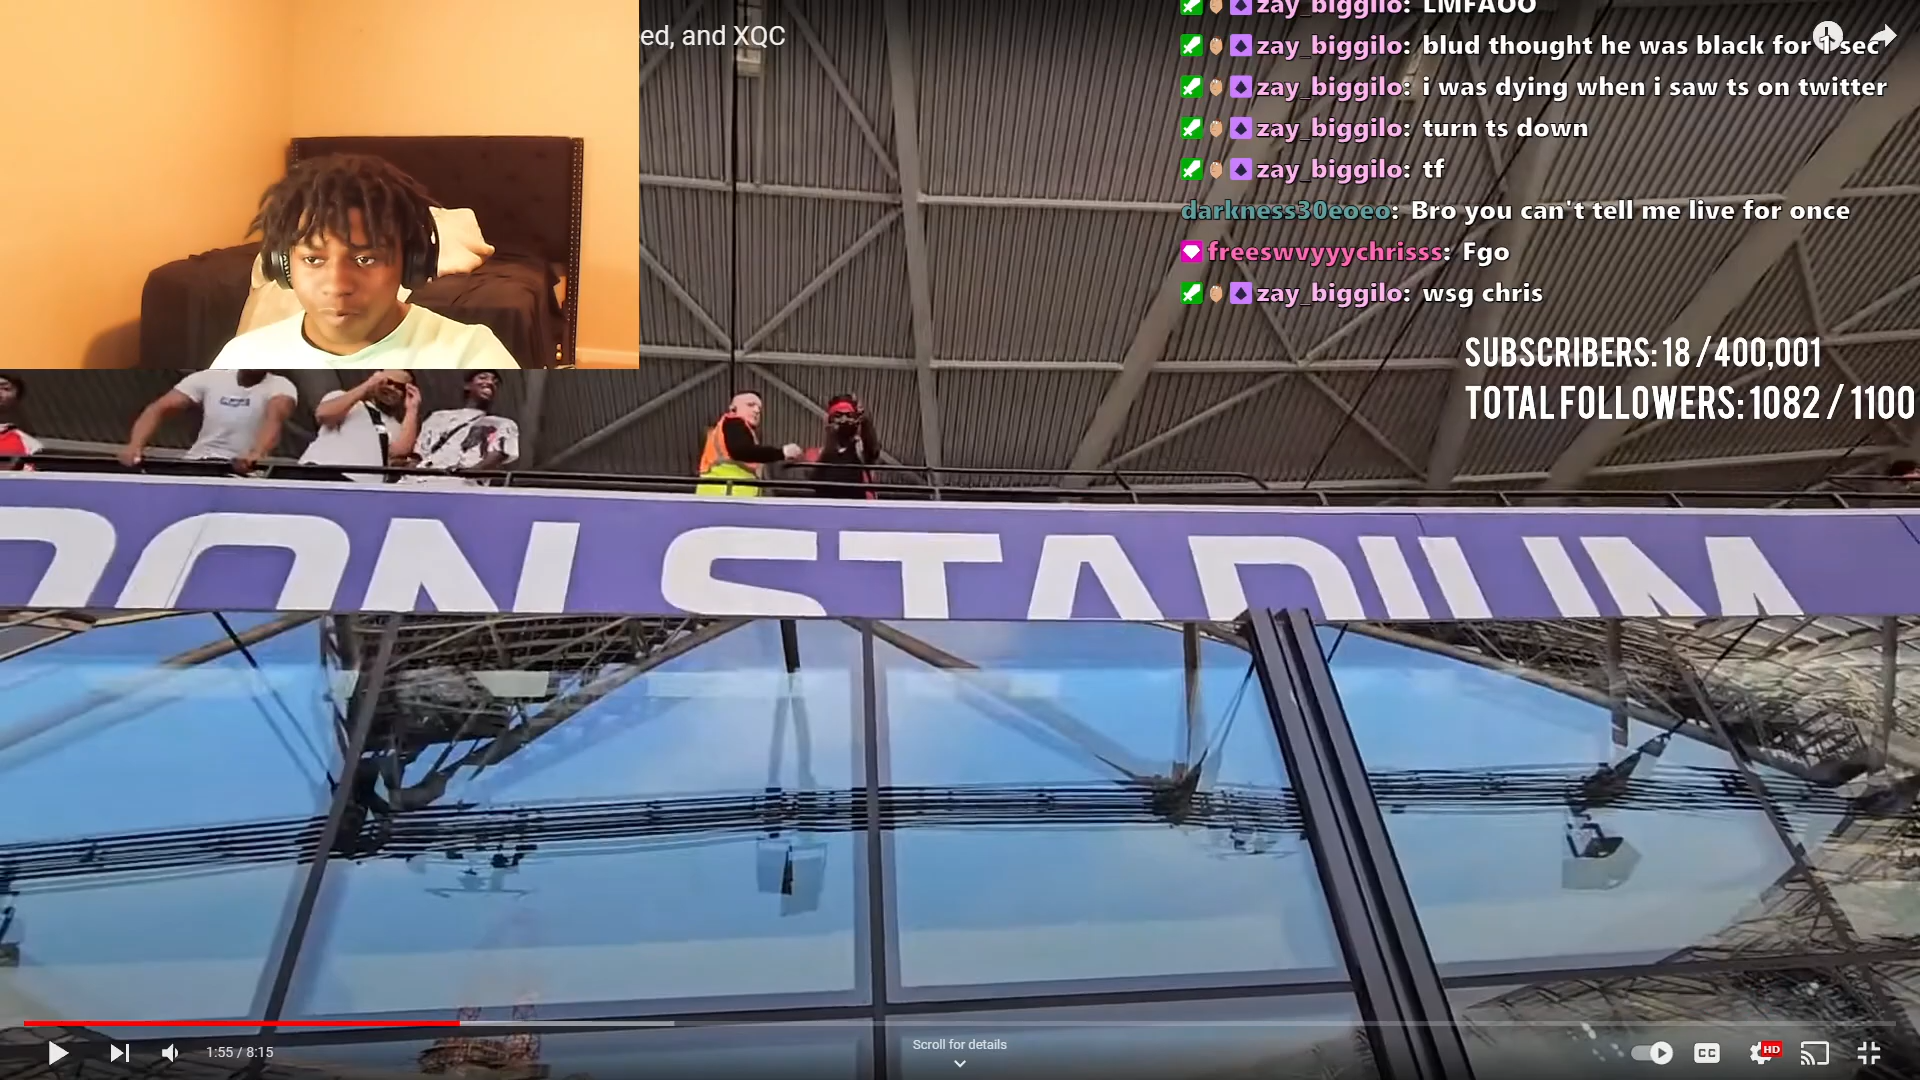 ed, and XQC
zay_biggilo: LMFAOO
zay_biggilo: blud thought he was black for 1 sec
zay_biggilo: i was dying when i saw ts on twitter
zay_biggilo: turn ts down
zay_biggilo: tf
darkness30eoeo: Bro you can't tell me live for once
freeswvyyychrisss: Fgo
zay_biggilo: wsg chris
SUBSCRIBERS: 18 / 400,001
TOTAL FOLLOWERS: 1082 / 1100
DON STADIUM
1:55 / 8:15
Scroll for details
CC
HD